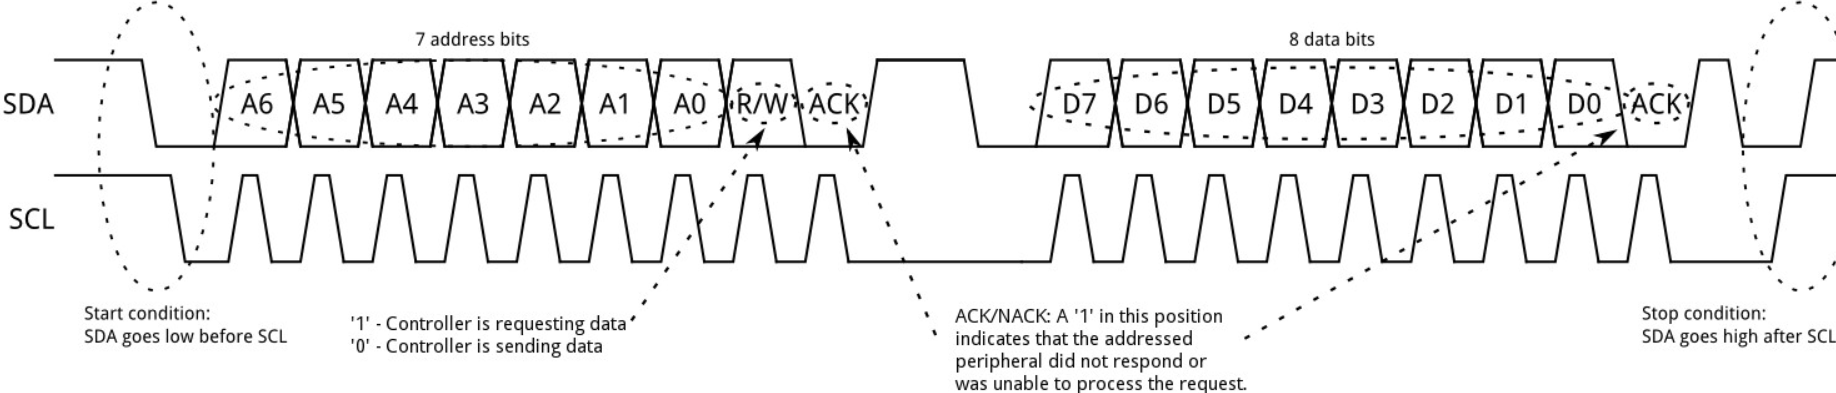 7 address bits
8 data bits
SDA
A6 A5 A4 A3 A2 A1 A0 R/W ACK
D7 D6 D5 D4 D3 D2 D1 D0 ACK
SCL
Start condition:
SDA goes low before SCL
'1' - Controller is requesting data
'0' - Controller is sending data
ACK/NACK: A '1' in this position
indicates that the addressed
peripheral did not respond or
was unable to process the request.
Stop condition:
SDA goes high after SCL